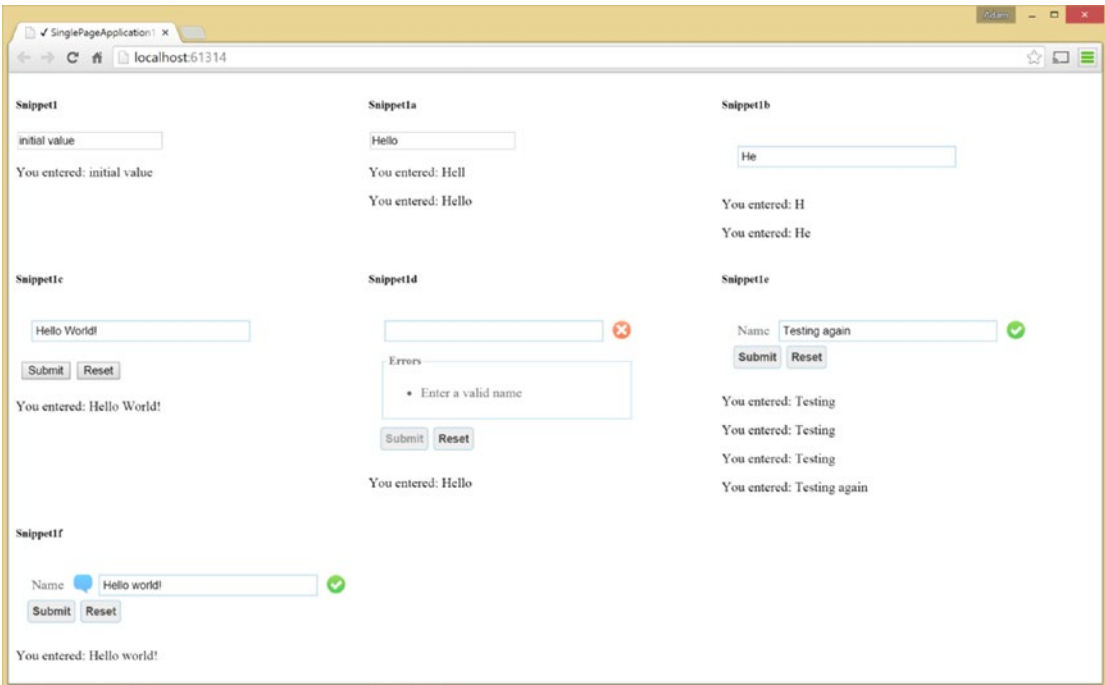 Adam
✓ SinglePageApplication1
localhost:61314
Snippet1
initial value
You entered: initial value
Snippet1a
Hello
You entered: Hell
You entered: Hello
Snippet1b
He
You entered: H
You entered: He
Snippet1c
Hello World!
Submit Reset
You entered: Hello World!
Snippet1d
Errors
• Enter a valid name
Submit Reset
You entered: Hello
Snippet1e
Name Testing again
Submit Reset
You entered: Testing
You entered: Testing
You entered: Testing
You entered: Testing again
Snippet1f
Name Hello world!
Submit Reset
You entered: Hello world!